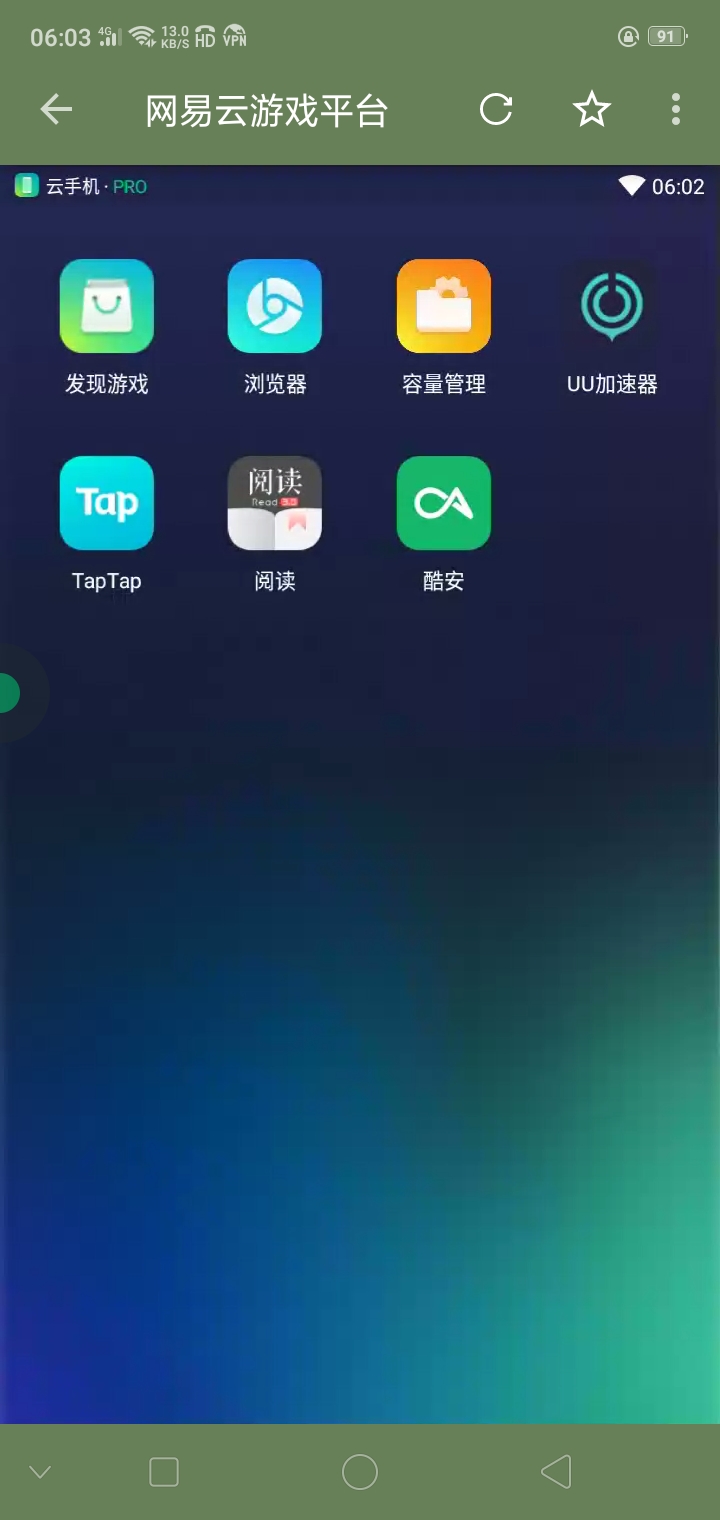 06:03 4G 13.0 KB/S HD VPN 91
网易云游戏平台
云手机 · PRO 06:02
发现游戏 浏览器 容量管理 UU加速器
Tap 阅读 Read 3.0
TapTap 阅读 酷安